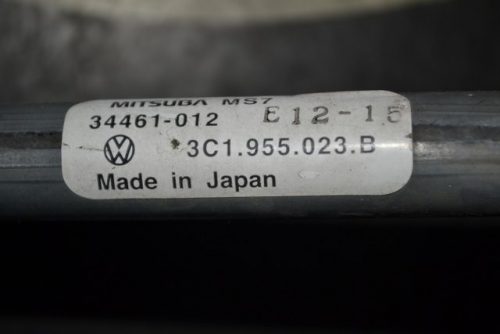 MITSUBA MS7
34461-012 E12-15
3C1.955.023.B
Made in Japan